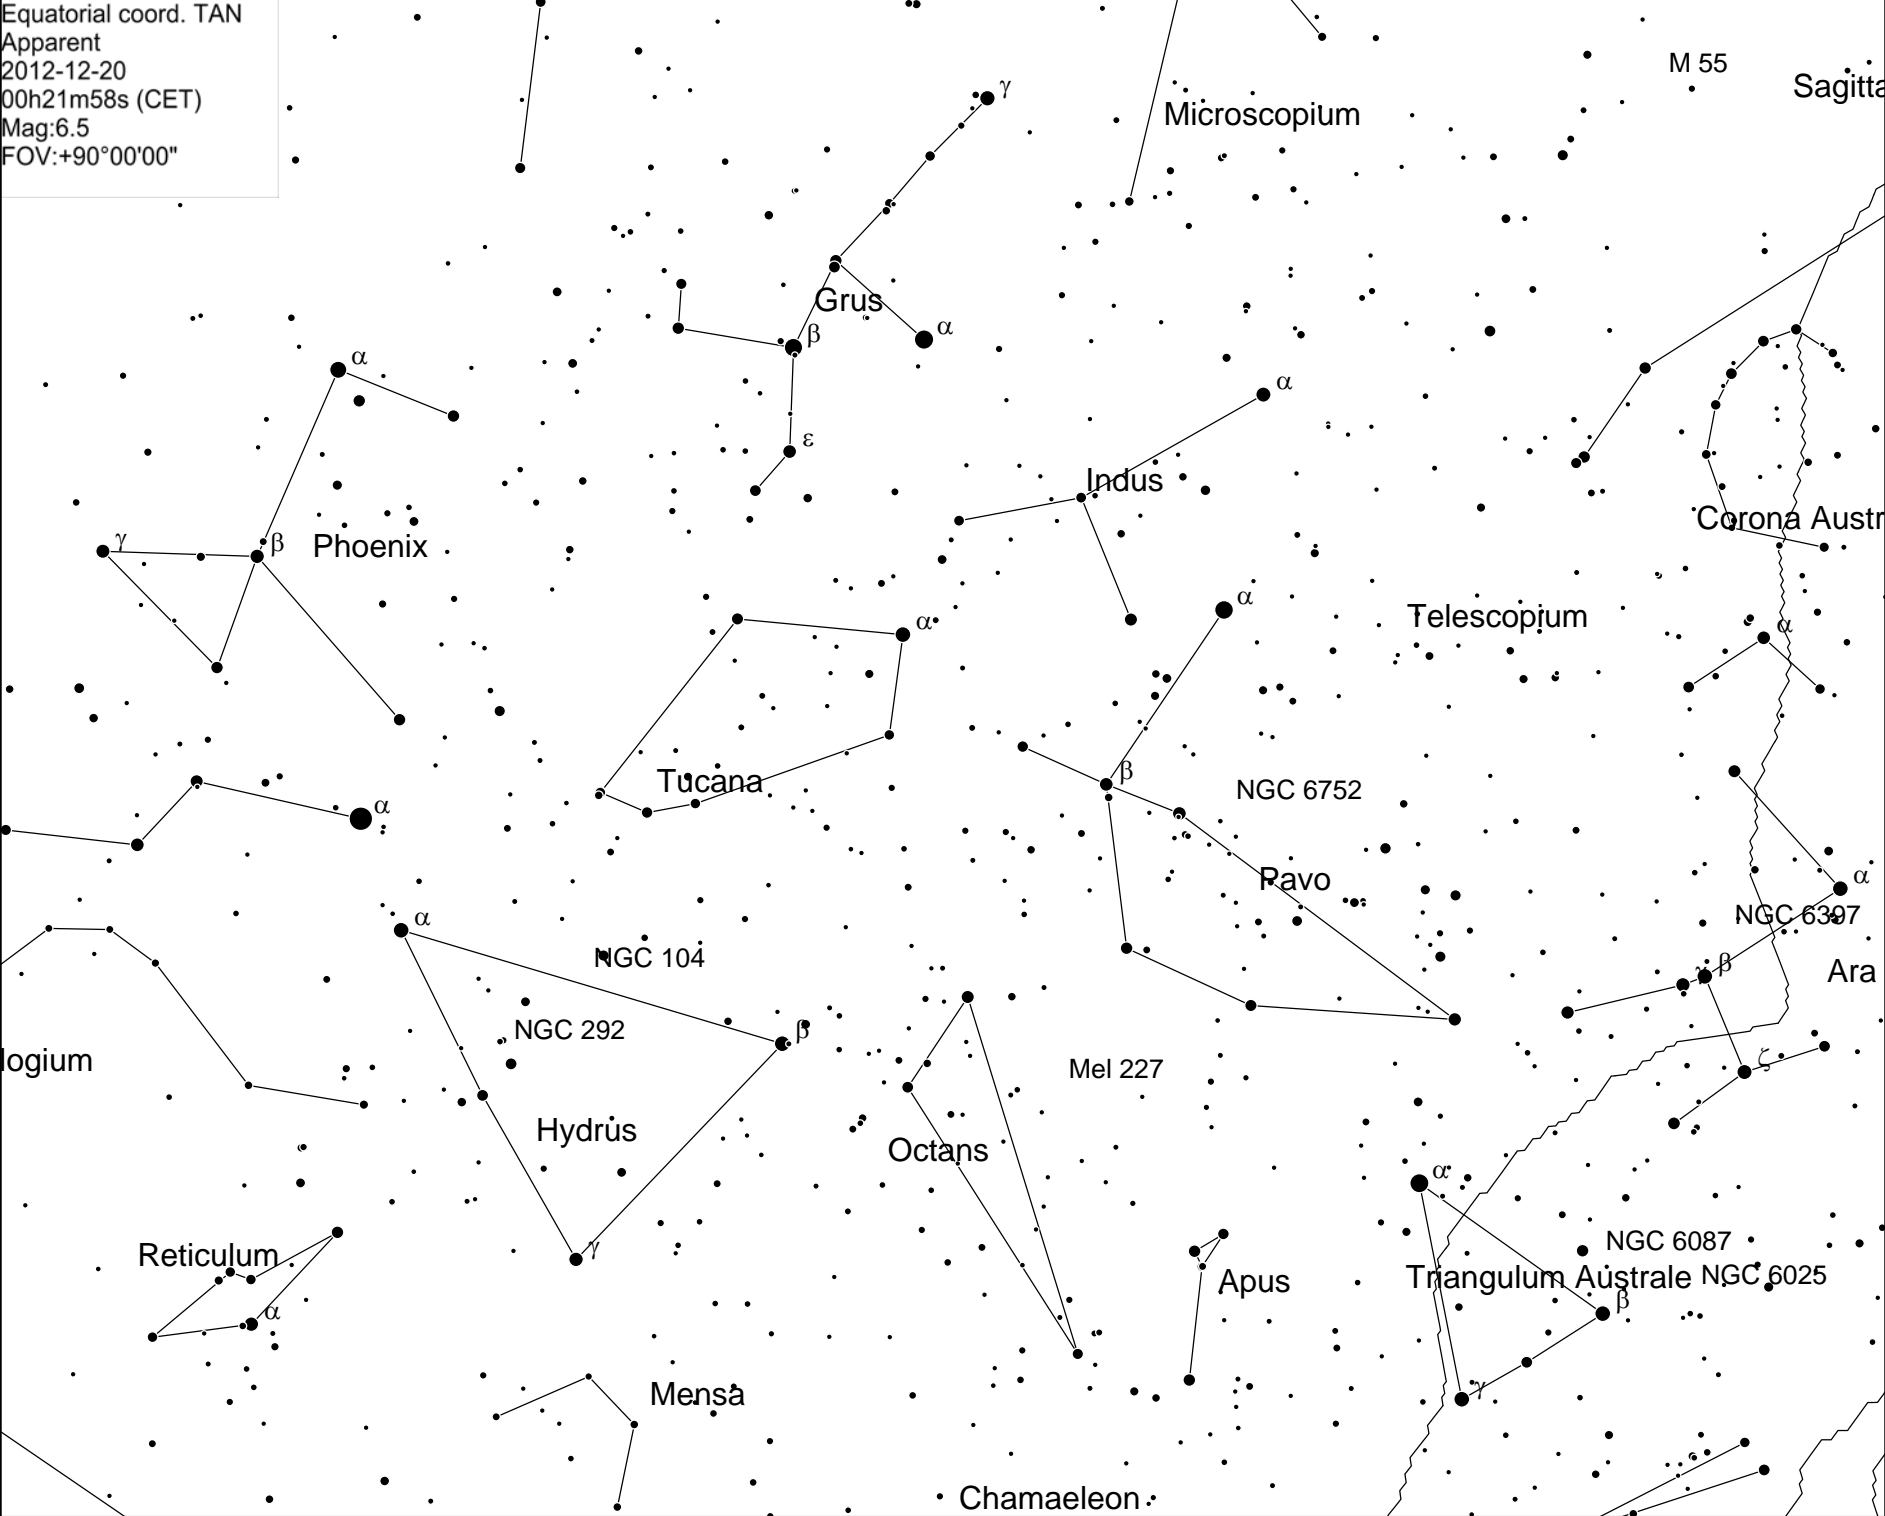 Equatorial coord. TAN
Apparent
2012-12-20
00h21m58s (CET)
Mag:6.5
FOV:+90°00'00"
M 55
Sagitta
γ
Microscopium
Grus
β
α
α
α
ε
Indus
Corona Austr
γ
β
Phoenix
α
α
Telescopium
α
β
Tucana
NGC 6752
α
Pavo
α
α
NGC 6397
NGC 104
γ
β
Ara
β
NGC 292
logium
Mel 227
ζ
Hydrus
Octans
α
Reticulum
γ
NGC 6087
Apus
Triangulum Australe
NGC 6025
α
β
Mensa
γ
Chamaeleon